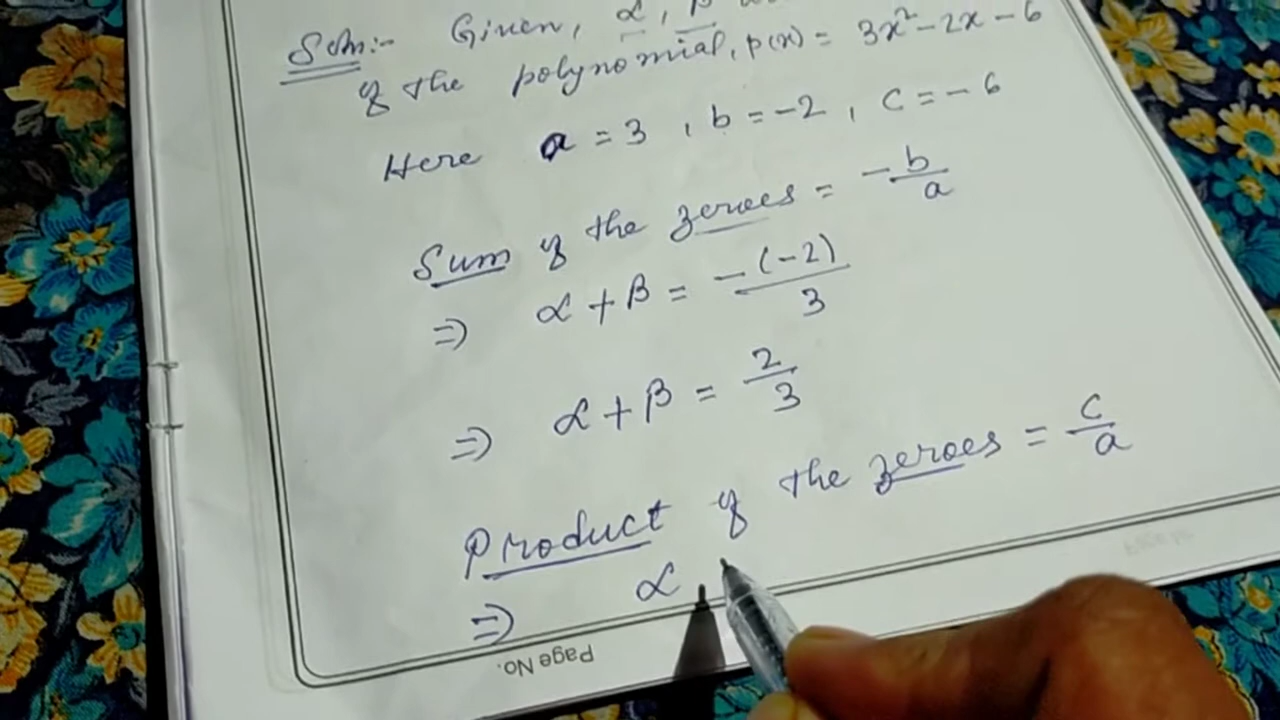 Soln:- Given, α, β
of the polynomial, p(x) = 3x²-2x-6
Here a = 3 , b = -2 , c = -6
Sum of the zeroes = -b/a
⇒ α + β = -(-2)/3
⇒ α + β = 2/3
Product of the zeroes = c/a
⇒ α
Page No.